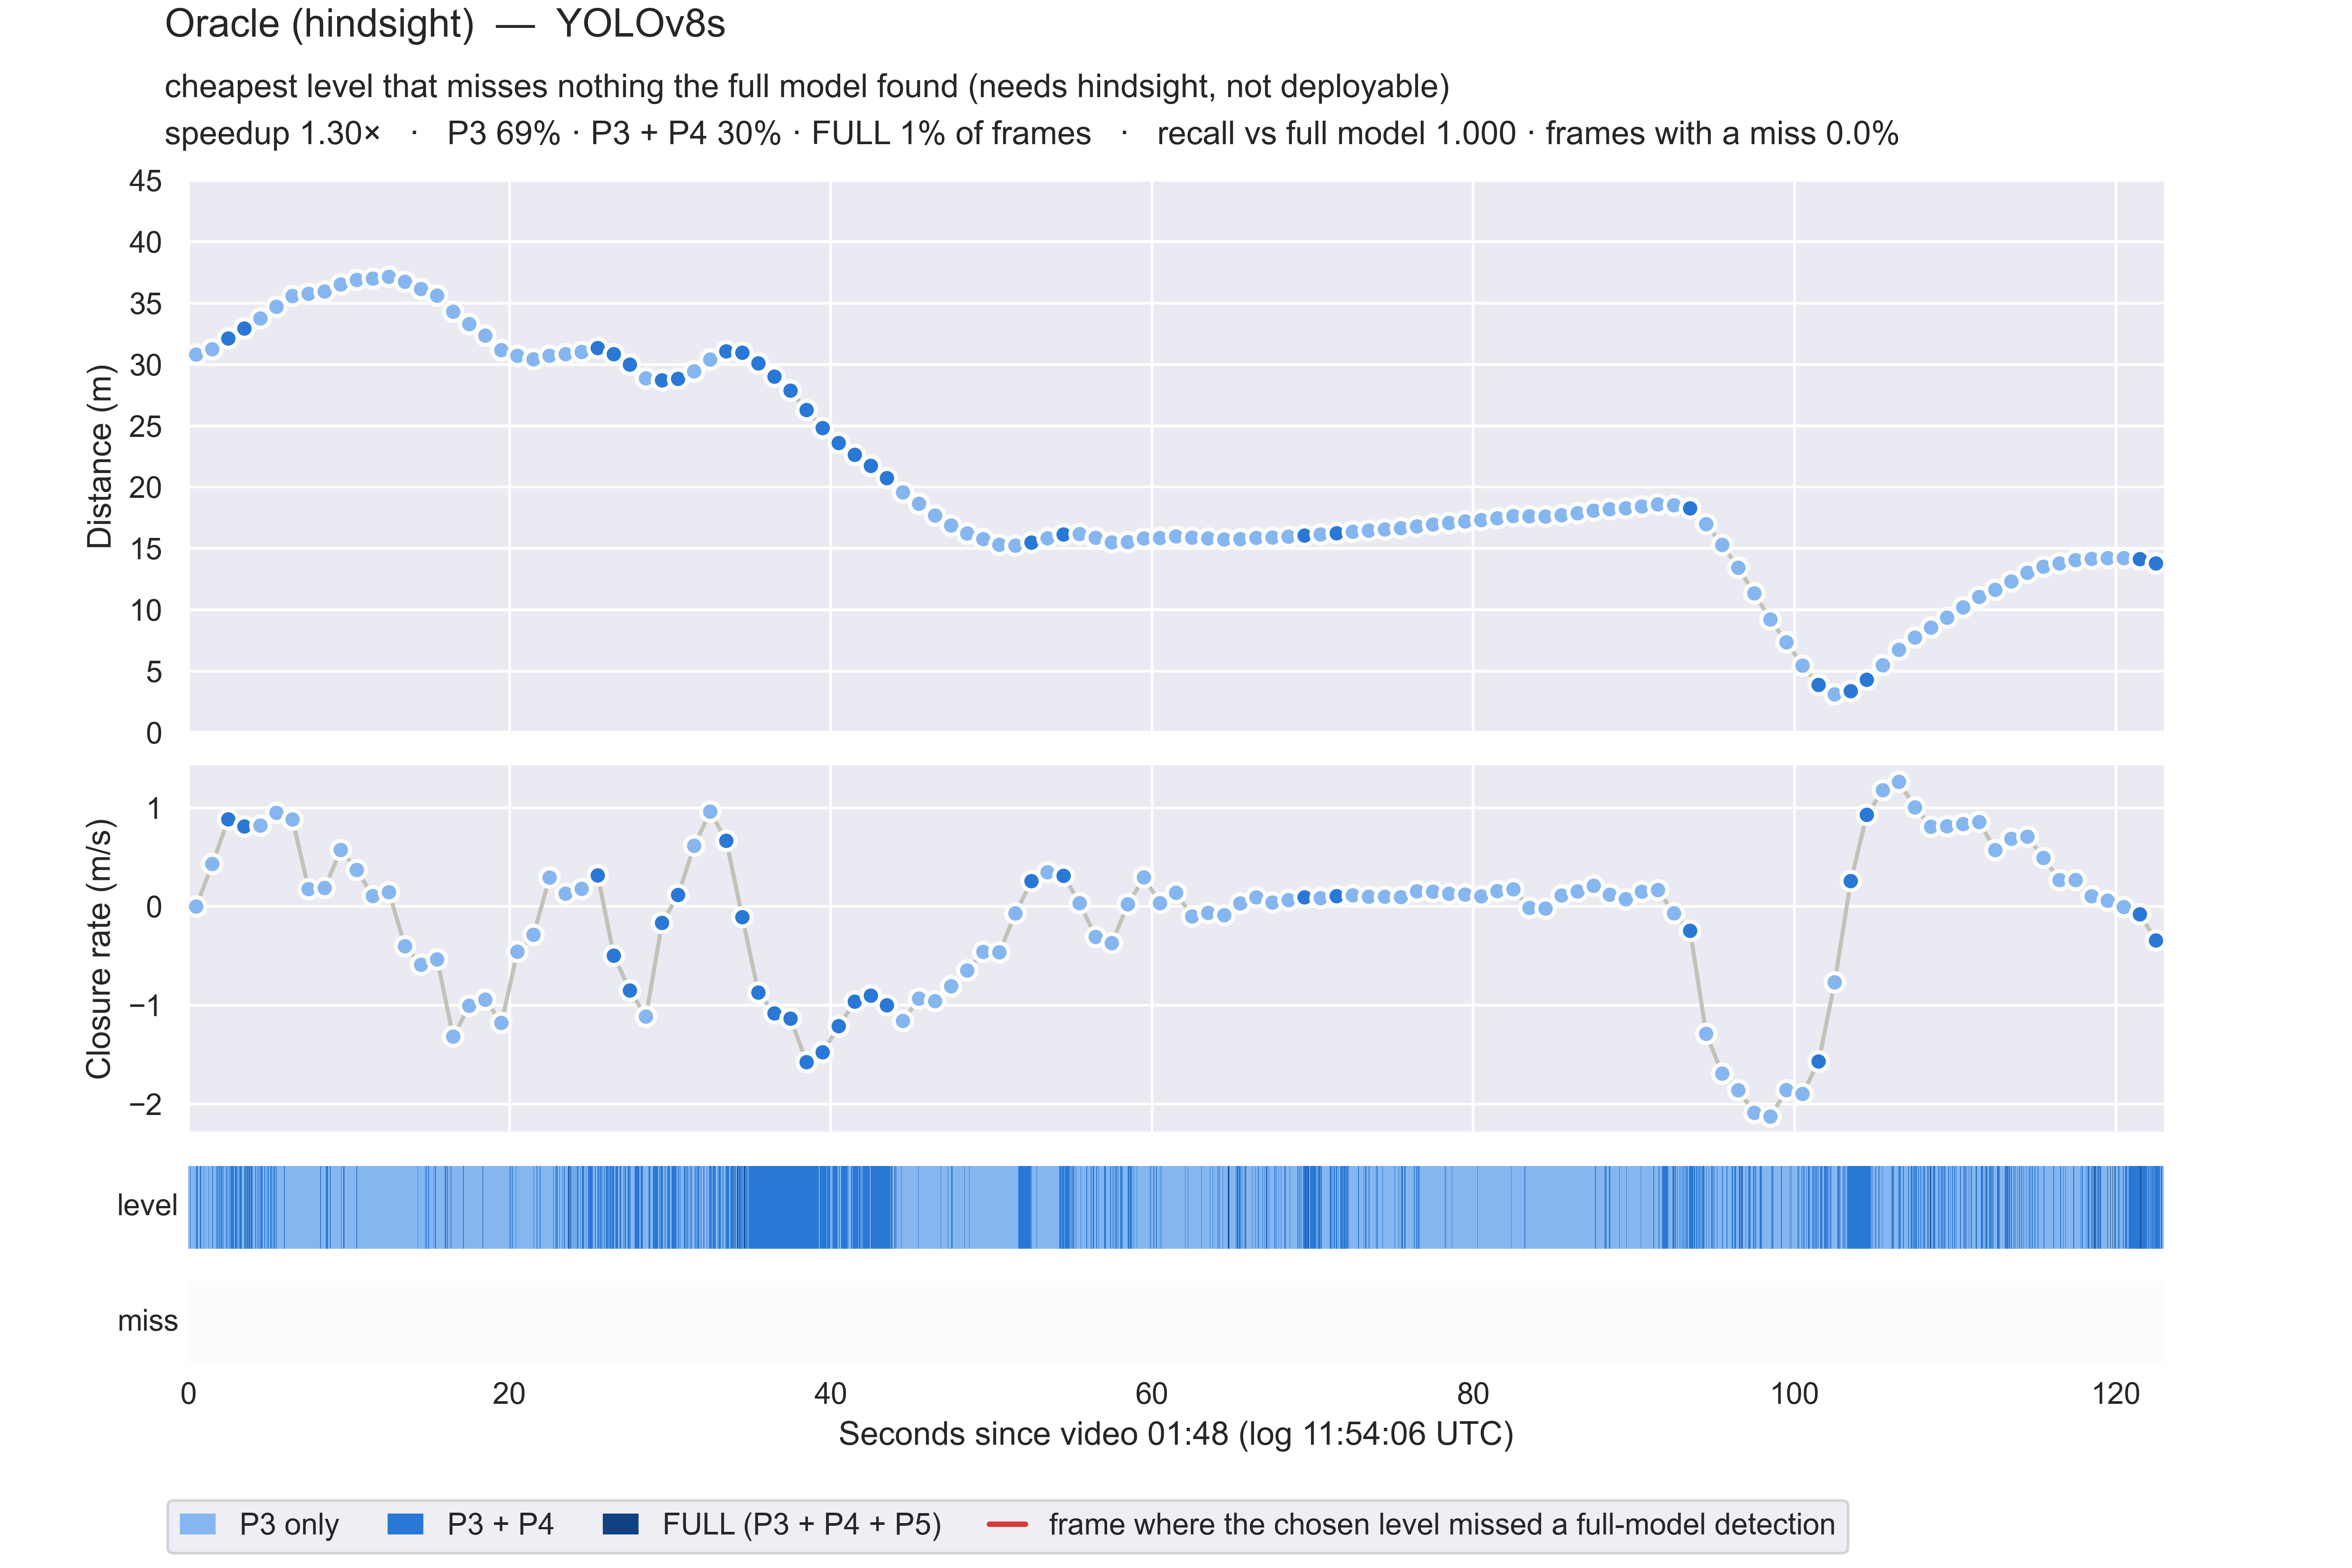 Oracle (hindsight) — YOLOv8s
cheapest level that misses nothing the full model found (needs hindsight, not deployable)
speedup 1.30× · P3 69% · P3 + P4 30% · FULL 1% of frames · recall vs full model 1.000 · frames with a miss 0.0%
45
40
35
30
25
20
15
10
5
0
Distance (m)
1
0
−1
−2
Closure rate (m/s)
level
miss
0 20 40 60 80 100 120
Seconds since video 01:48 (log 11:54:06 UTC)
P3 only P3 + P4 FULL (P3 + P4 + P5) frame where the chosen level missed a full-model detection